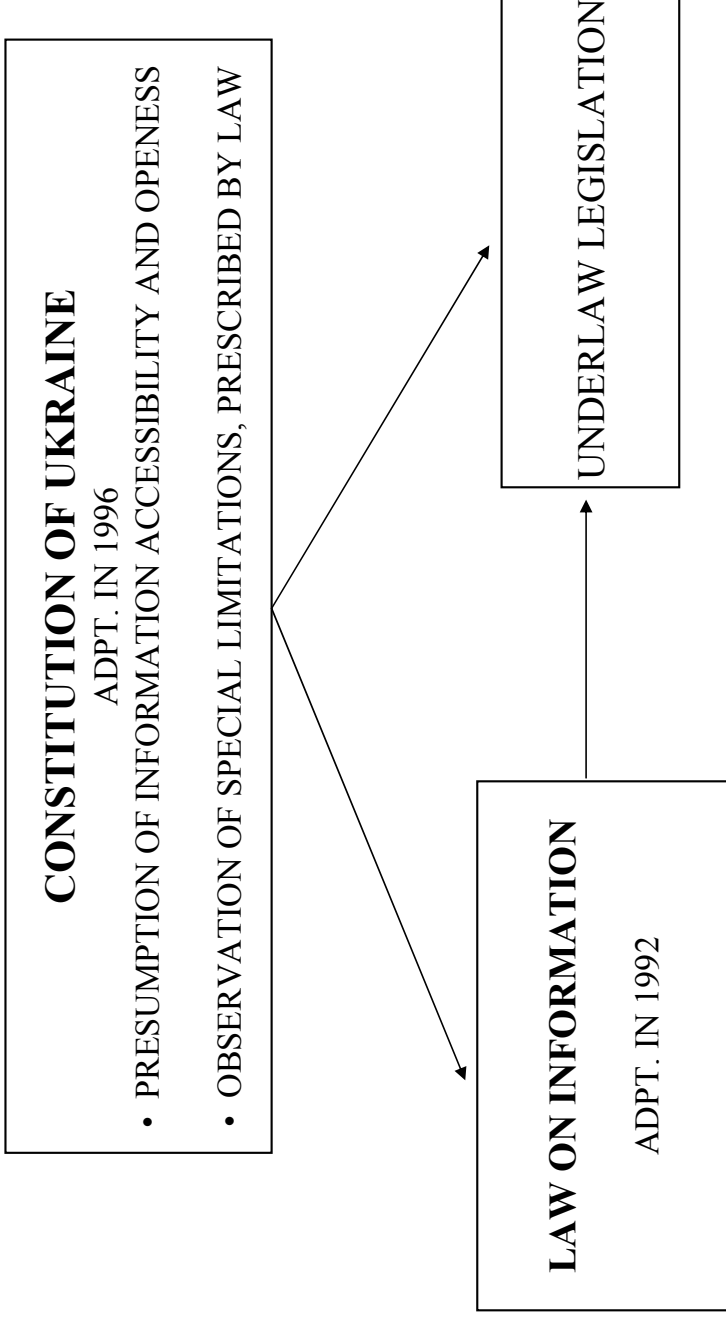 CONSTITUTION OF UKRAINE
ADPT. IN 1996
• PRESUMPTION OF INFORMATION ACCESSIBILITY AND OPENESS
• OBSERVATION OF SPECIAL LIMITATIONS, PRESCRIBED BY LAW
LAW ON INFORMATION
ADPT. IN 1992
UNDERLAW LEGISLATION